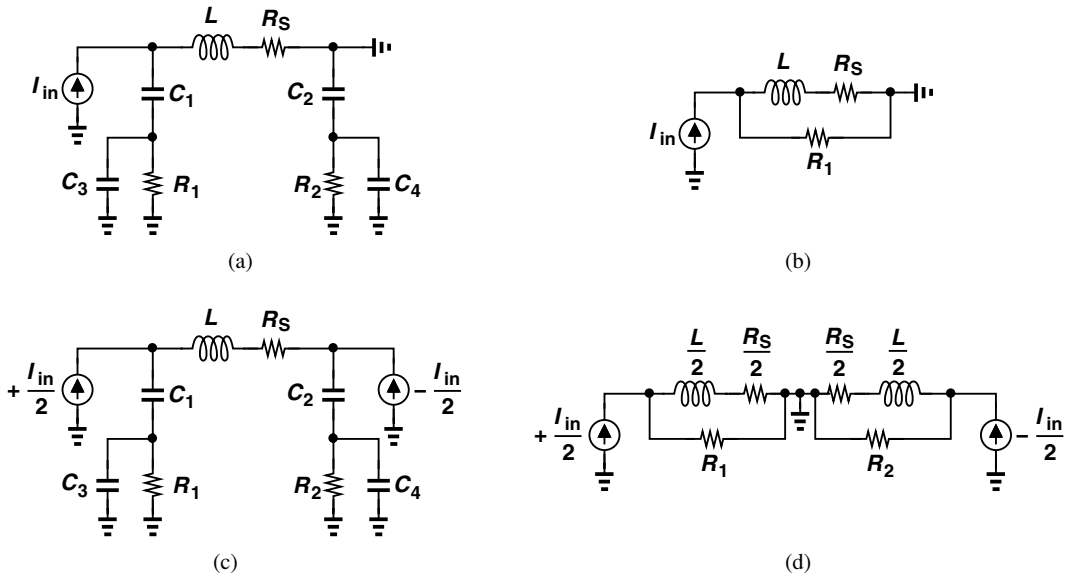 L
R_S
I_in
C_1
C_2
C_3
R_1
R_2
C_4
(a)
L
R_S
I_in
R_1
(b)
L
R_S
+ I_in/2
C_1
C_2
− I_in/2
C_3
R_1
R_2
C_4
(c)
L/2
R_S/2
R_S/2
L/2
+ I_in/2
R_1
R_2
− I_in/2
(d)